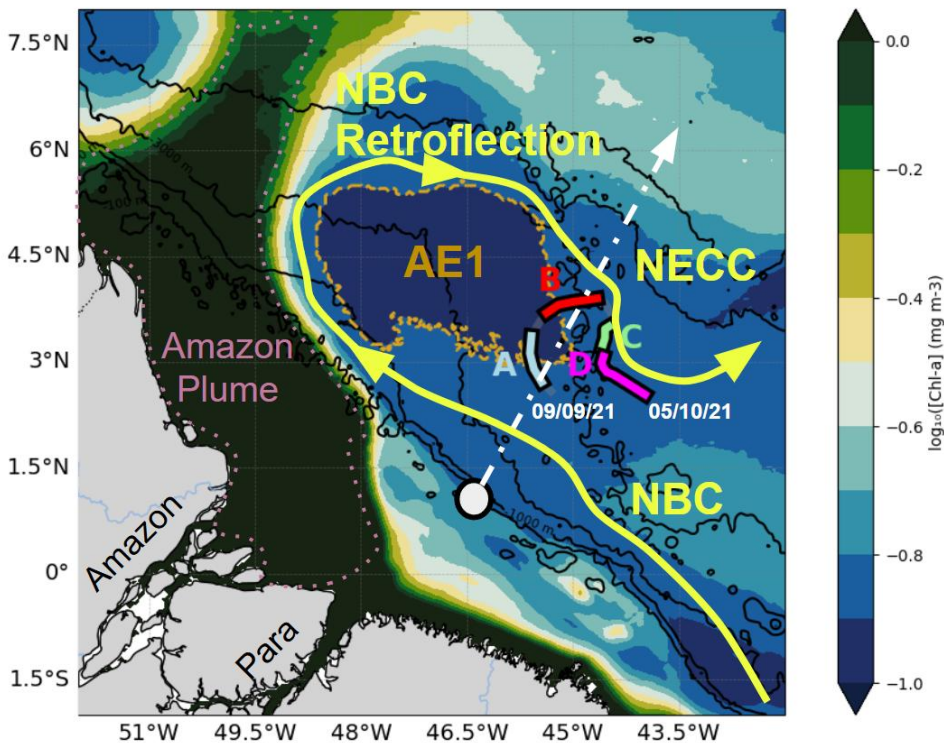 7.5°N
6°N
4.5°N
3°N
1.5°N
0°
1.5°S
51°W
49.5°W
48°W
46.5°W
45°W
43.5°W
NBC
Retroflection
3000 m
-100 m
AE1
NECC
B
C
A
D
Amazon
Plume
09/09/21
05/10/21
NBC
-1000 m
Amazon
Para
0.0
−0.2
−0.4
−0.6
−0.8
−1.0
log₁₀([Chl-a]) (mg m-3)